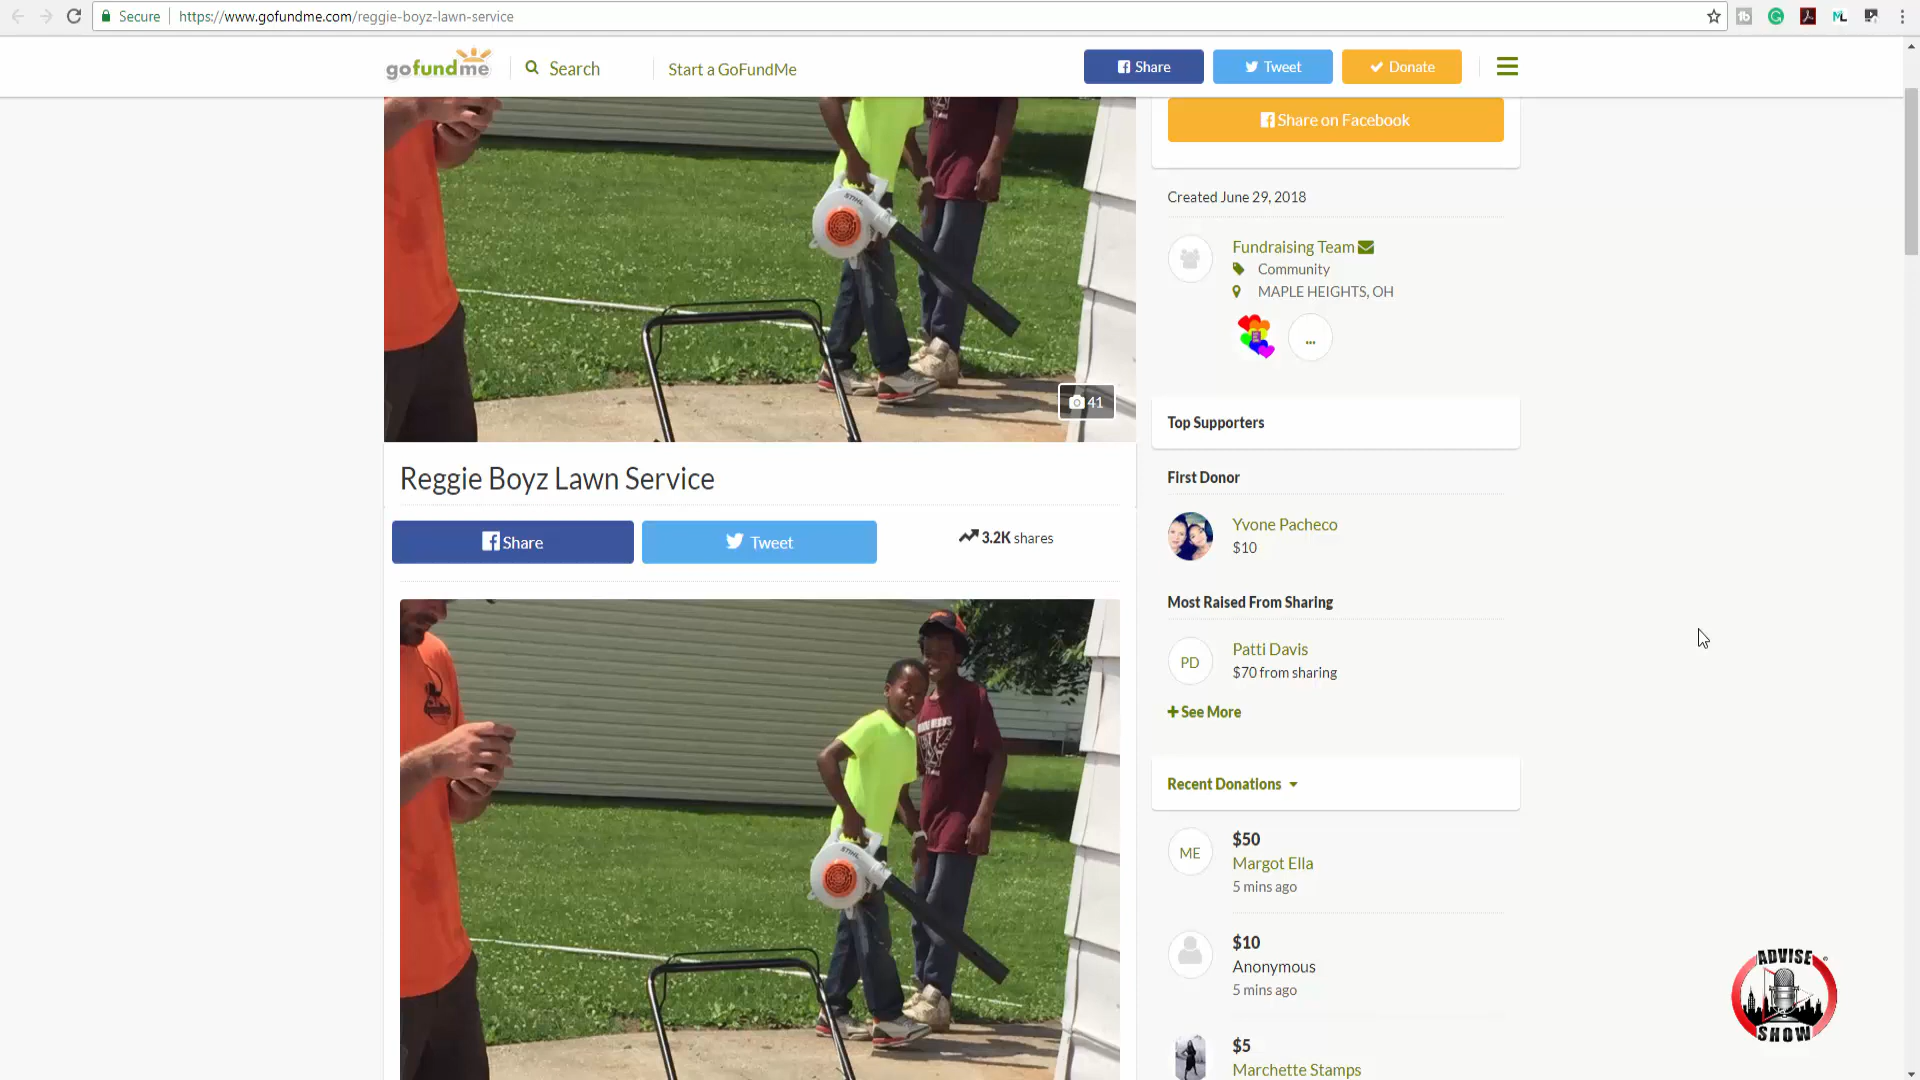 Secure
https://www.gofundme.com/reggie-boyz-lawn-service
gofundme
Search
Start a GoFundMe
Share
Tweet
Donate
Share on Facebook
Created June 29, 2018
Fundraising Team
Community
MAPLE HEIGHTS, OH
...
STIHL
41
Top Supporters
Reggie Boyz Lawn Service
First Donor
Yvone Pacheco
$10
Share
Tweet
3.2K shares
Most Raised From Sharing
PD
Patti Davis
$70 from sharing
+ See More
Recent Donations
ME
$50
Margot Ella
5 mins ago
STIHL
$10
Anonymous
5 mins ago
$5
Marchette Stamps
ADVISE
SHOW